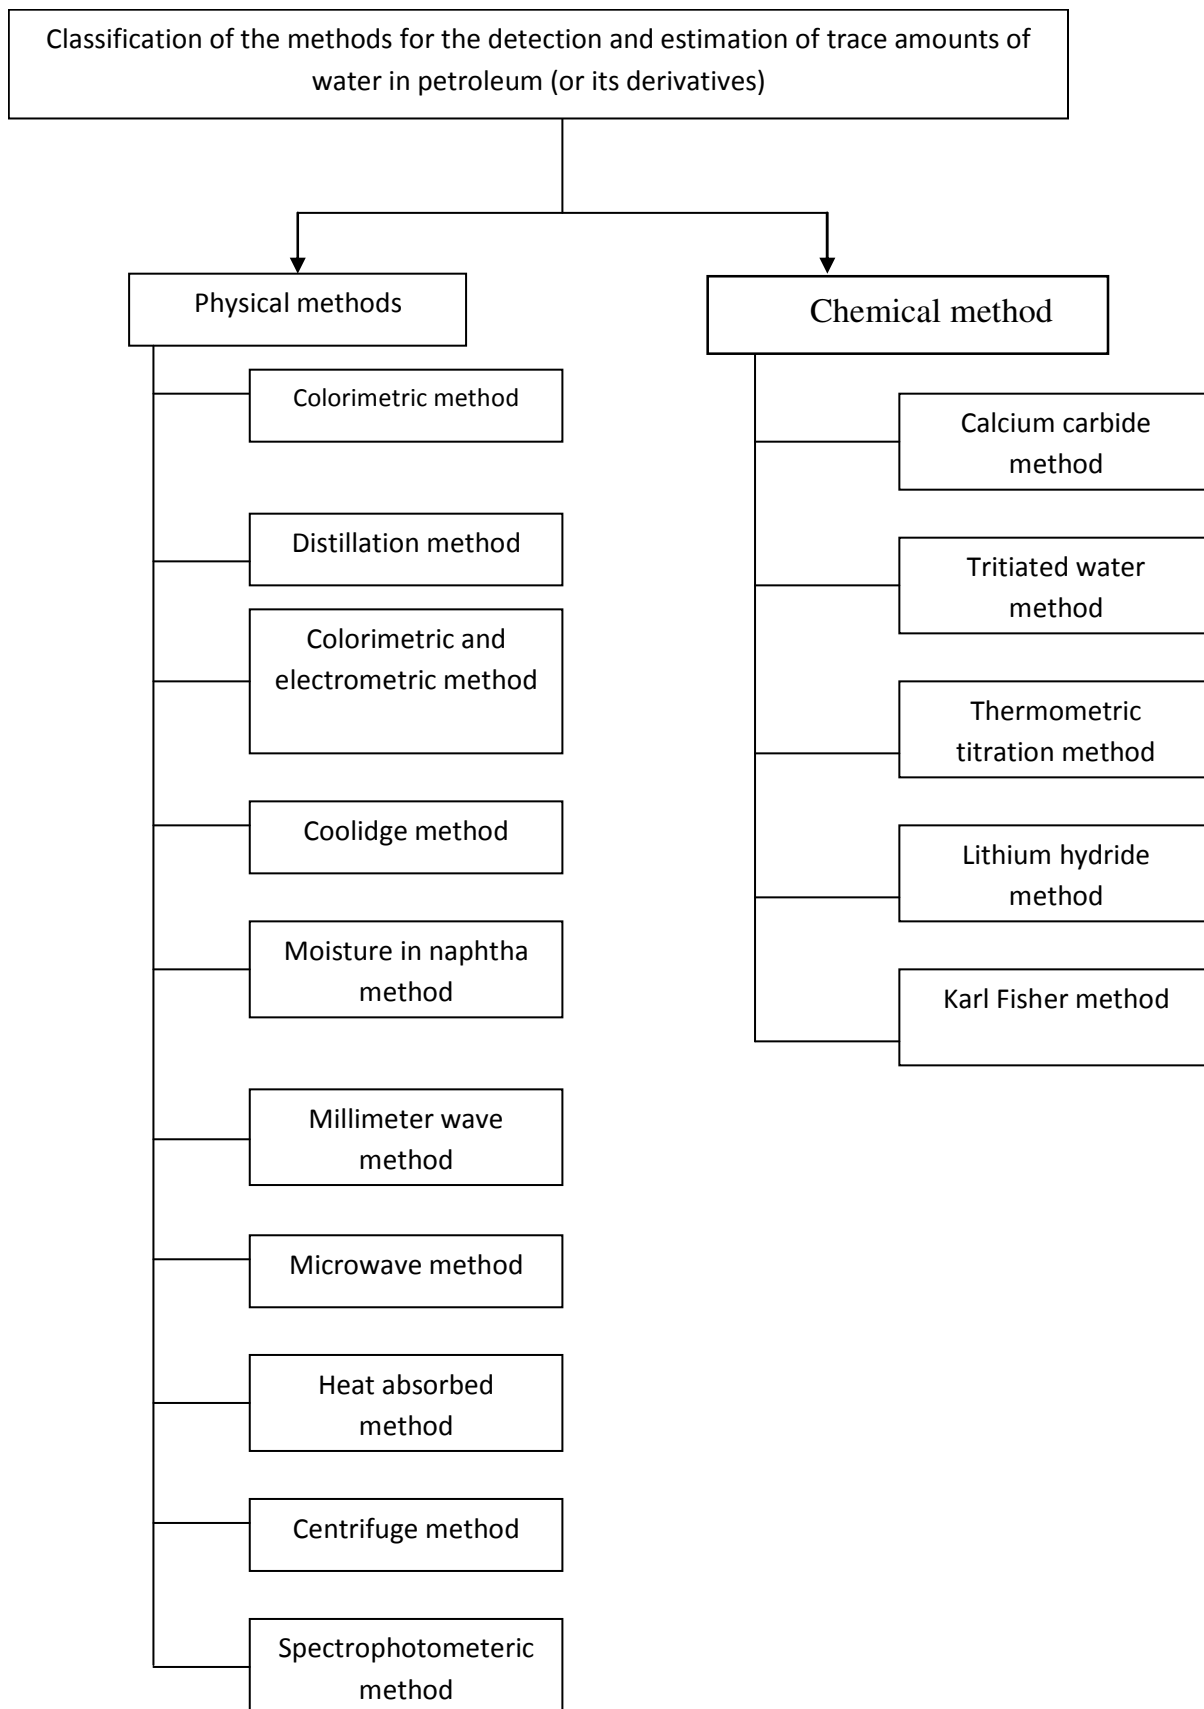 Classification of the methods for the detection and estimation of trace amounts of
water in petroleum (or its derivatives)
Physical methods
Chemical method
Colorimetric method
Distillation method
Colorimetric and
electrometric method
Coolidge method
Moisture in naphtha
method
Millimeter wave
method
Microwave method
Heat absorbed
method
Centrifuge method
Spectrophotometeric
method
Calcium carbide
method
Tritiated water
method
Thermometric
titration method
Lithium hydride
method
Karl Fisher method